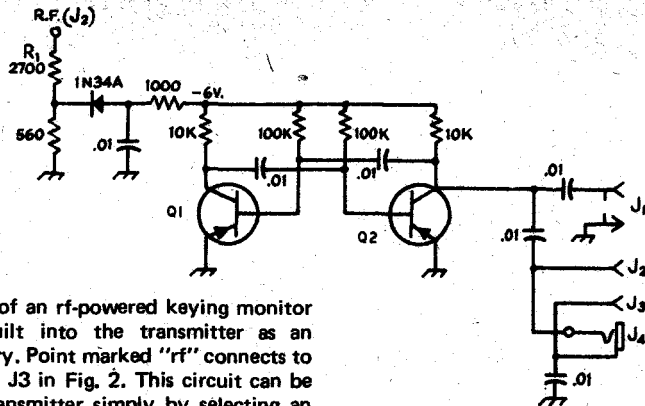 R.F.(J2)
R1
2700
1N34A
1000
-6V.
560
.01
10K
100K
100K
10K
.01
.01
Q1
Q2
.01
.01
J1
J2
J3
J4
.01
of an rf-powered keying monitor
uilt into the transmitter as an
ry. Point marked "rf" connects to
J3 in Fig. 2. This circuit can be
ransmitter simply by selecting an